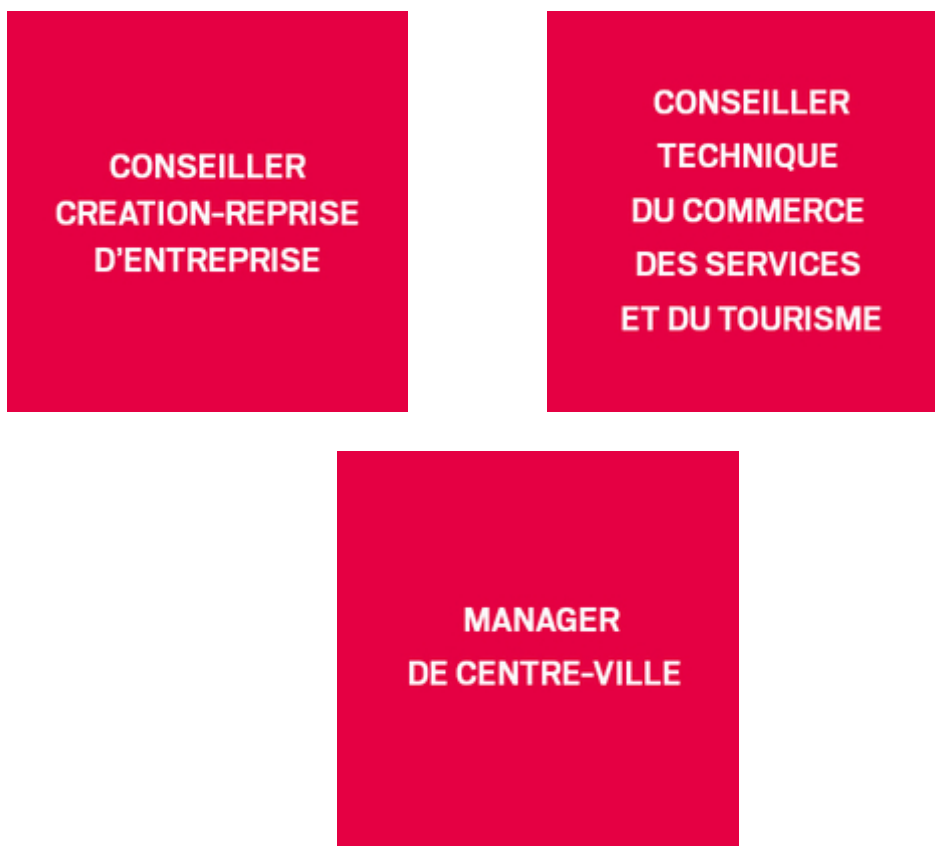 CONSEILLER
CREATION-REPRISE
D’ENTREPRISE
CONSEILLER
TECHNIQUE
DU COMMERCE
DES SERVICES
ET DU TOURISME
MANAGER
DE CENTRE-VILLE